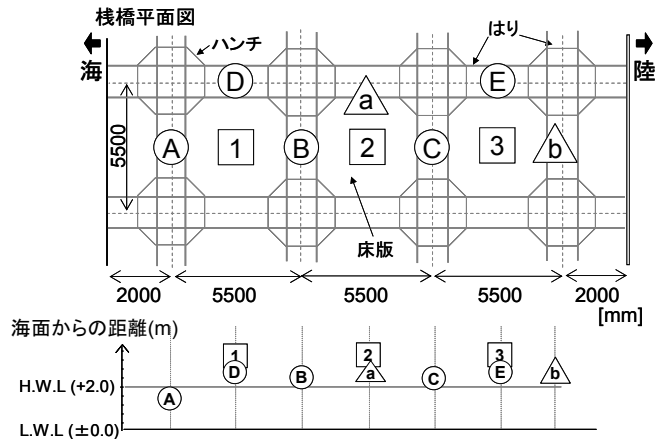 桟橋平面図
ハンチ
はり
海
陸
D
E
a
A
1
B
2
C
3
b
5500
床版
2000
5500
5500
5500
2000
[mm]
海面からの距離(m)
1
2
3
D
a
E
B
C
b
H.W.L (+2.0)
A
L.W.L (±0.0)